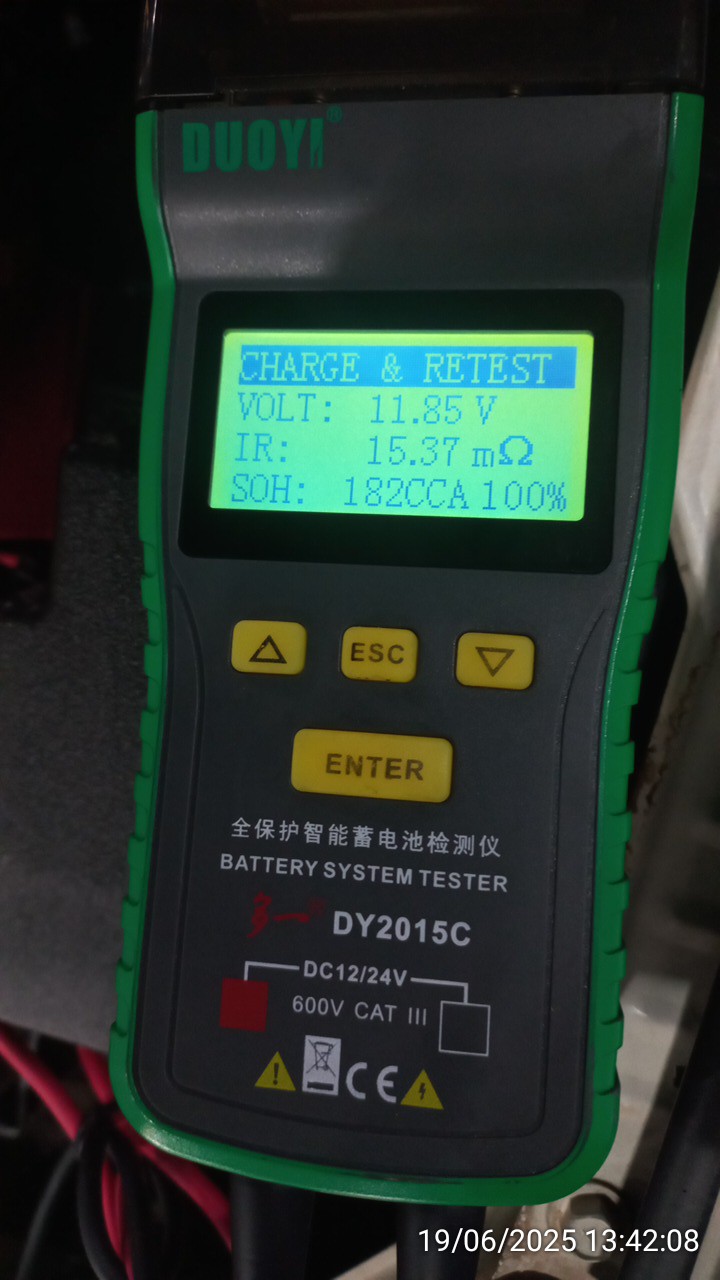 DUOYI®
CHARGE & RETEST
VOLT: 11.85 V
IR: 15.37 mΩ
SOH: 182CCA 100%
ESC
ENTER
全保护智能蓄电池检测仪
BATTERY SYSTEM TESTER
多一® DY2015C
DC12/24V
600V CAT III
CE
19/06/2025 13:42:08